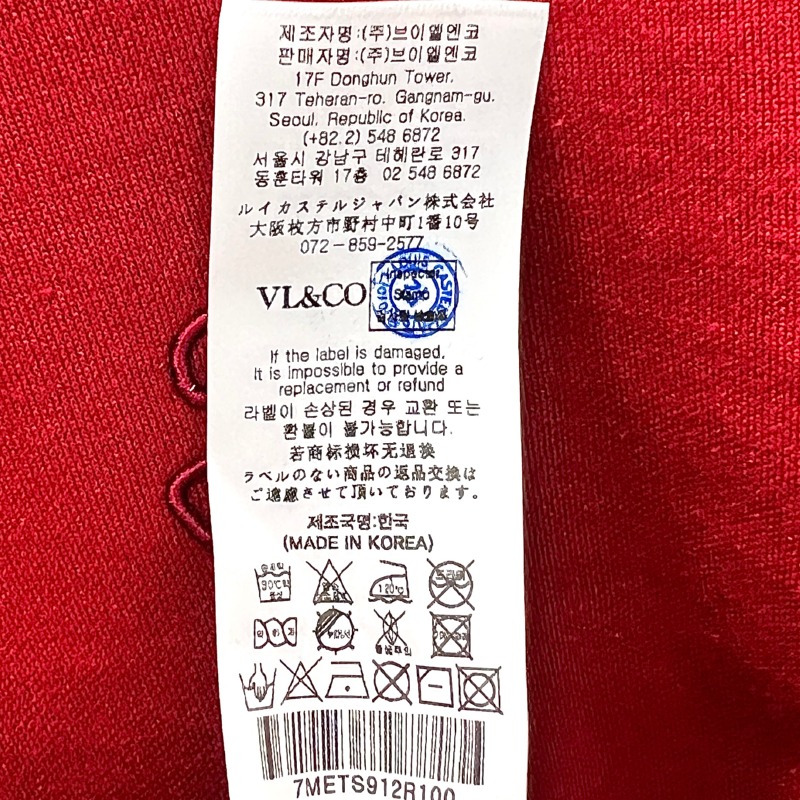 제조자명:(주)브이엘엔코
판매자명:(주)브이엘엔코
17F Donghun Tower,
317 Teheran-ro, Gangnam-gu,
Seoul, Republic of Korea.
(+82.2) 548 6872
서울시 강남구 테헤란로 317
동훈타워 17층 02 548 6872
ルイカステルジャパン株式会社
大阪枚方市野村中町1番10号
072-859-2577
VL&CO
Inspector
Stamp
If the label is damaged,
It is impossible to provide a
replacement or refund
라벨이 손상된 경우 교환 또는
환불이 불가능합니다.
若商标损坏无退换
ラベルのない商品の返品交換は
ご遠慮させて頂いております。
제조국명:한국
(MADE IN KOREA)
120℃
드라이
7METS912R100